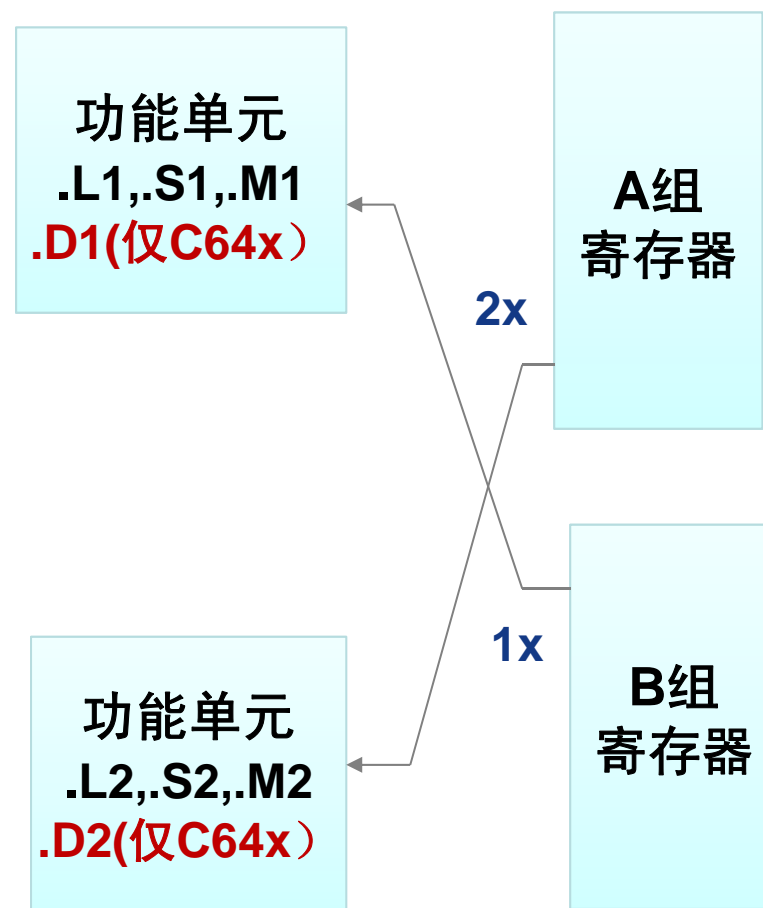 功能单元
.L1,.S1,.M1
.D1(仅C64x）
A组
寄存器
2x
1x
功能单元
.L2,.S2,.M2
.D2(仅C64x）
B组
寄存器